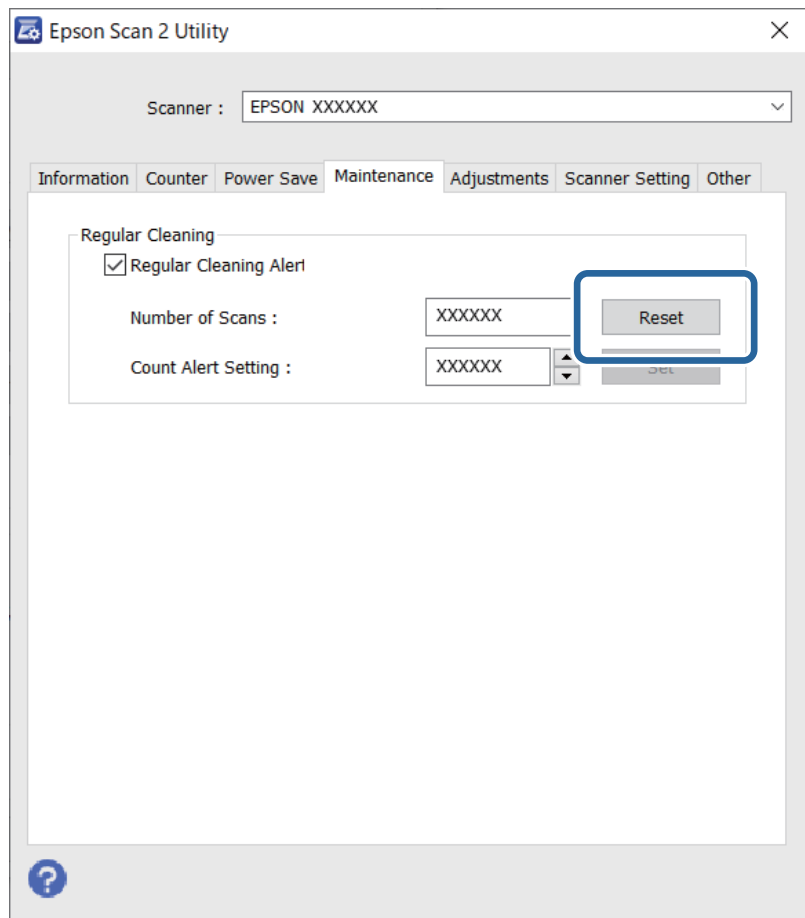 Epson Scan 2 Utility
Scanner : EPSON XXXXXX
Information Counter Power Save Maintenance Adjustments Scanner Setting Other
Regular Cleaning
Regular Cleaning Alert
Number of Scans : XXXXXX Reset
Count Alert Setting : XXXXXX Set
?